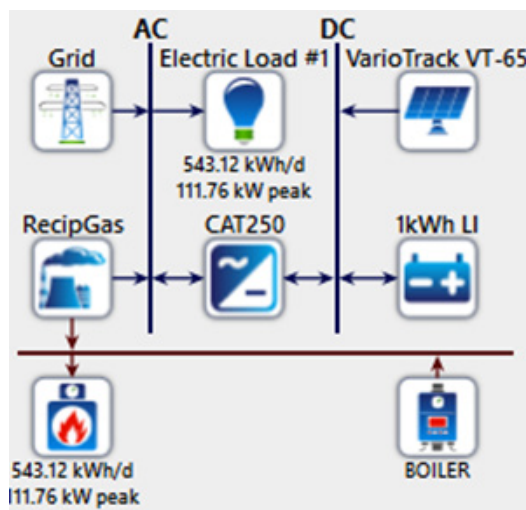 AC
DC
Grid
Electric Load #1
VarioTrack VT-65
543.12 kWh/d
111.76 kW peak
RecipGas
CAT250
1kWh LI
543.12 kWh/d
111.76 kW peak
BOILER